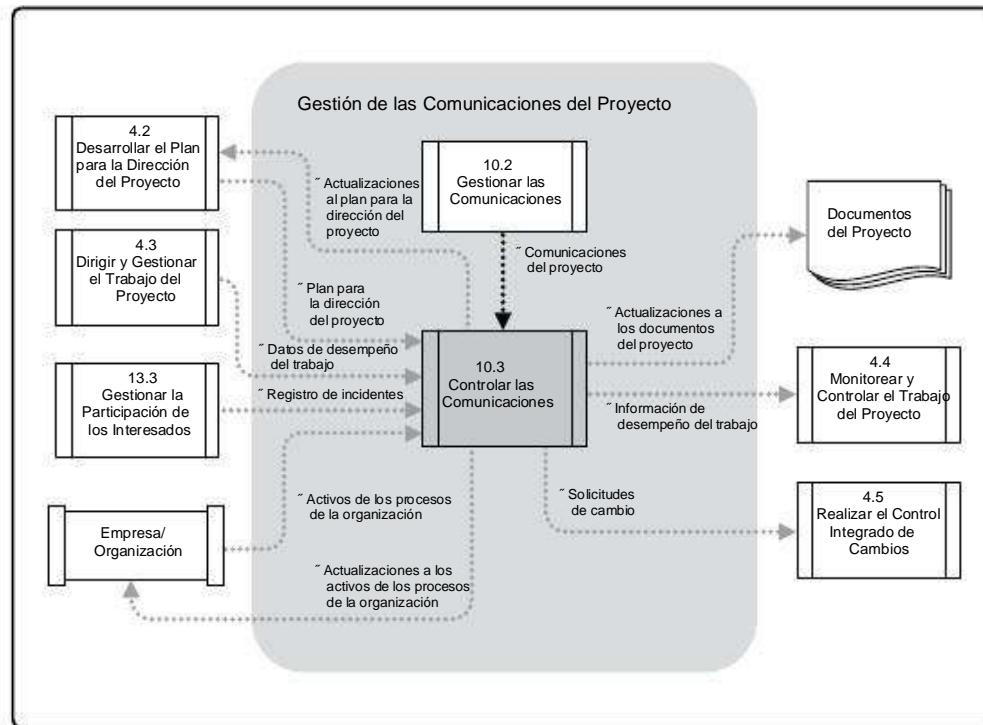 Gestión de las Comunicaciones del Proyecto
4.2
Desarrollar el Plan
para la Dirección
del Proyecto
4.3
Dirigir y Gestionar
el Trabajo del
Proyecto
13.3
Gestionar la
Participación de
los Interesados
Empresa/
Organización
˝ Actualizaciones
al plan para la
dirección del
proyecto
˝ Plan para
la dirección
del proyecto
˝ Datos de desempeño
del trabajo
˝ Registro de incidentes
˝ Activos de los procesos
de la organización
˝ Actualizaciones a los
activos de los procesos
de la organización
10.2
Gestionar las
Comunicaciones
˝ Comunicaciones
del proyecto
10.3
Controlar las
Comunicaciones
˝ Actualizaciones a
los documentos
del proyecto
˝ Información de
desempeño del trabajo
˝ Solicitudes
de cambio
Documentos
del Proyecto
4.4
Monitorear y
Controlar el Trabajo
del Proyecto
4.5
Realizar el Control
Integrado de
Cambios